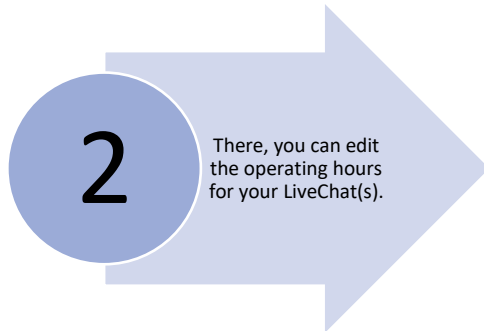 2
There, you can edit
the operating hours
for your LiveChat(s).